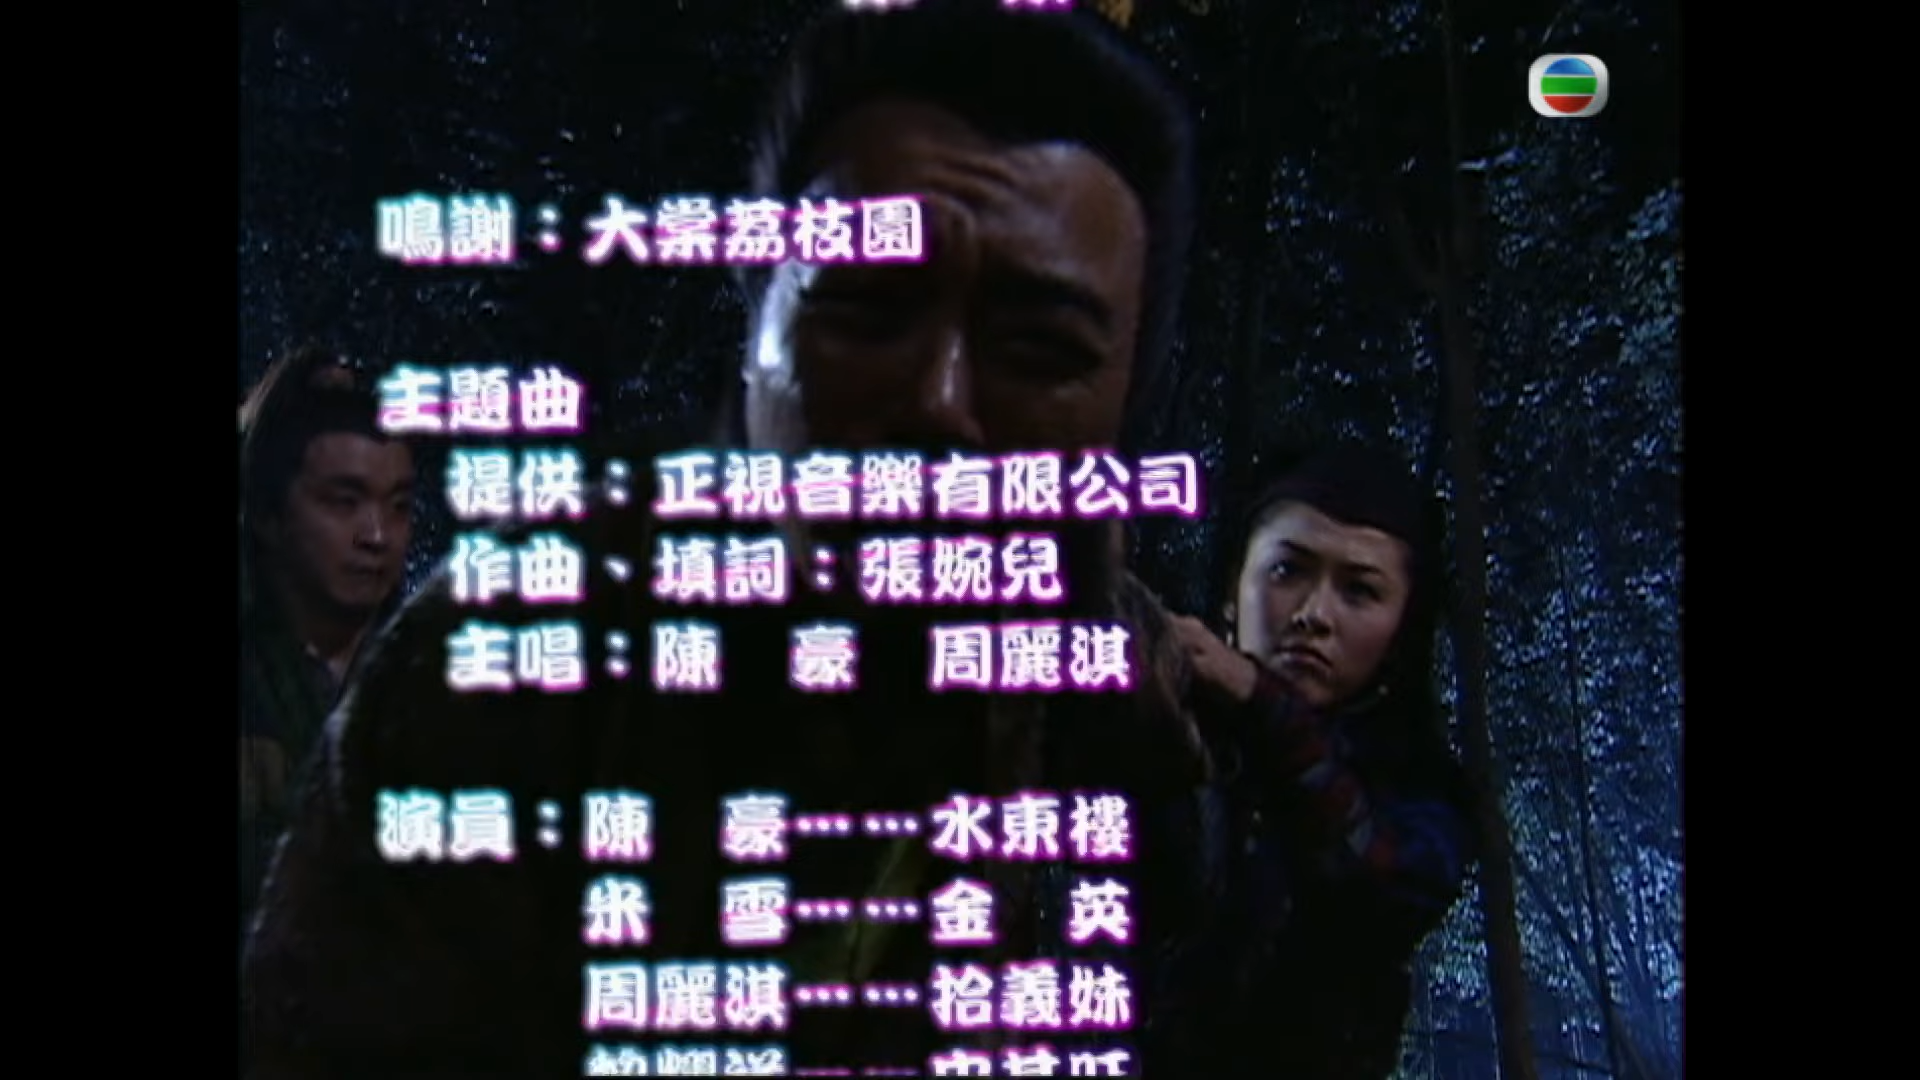 鳴謝：大棠荔枝園
主題曲
提供：正視音樂有限公司
作曲、填詞：張婉兒
主唱：陳　豪　周麗淇
演員：陳　豪……水東樓
米　雪……金　英
周麗淇……拾義妹